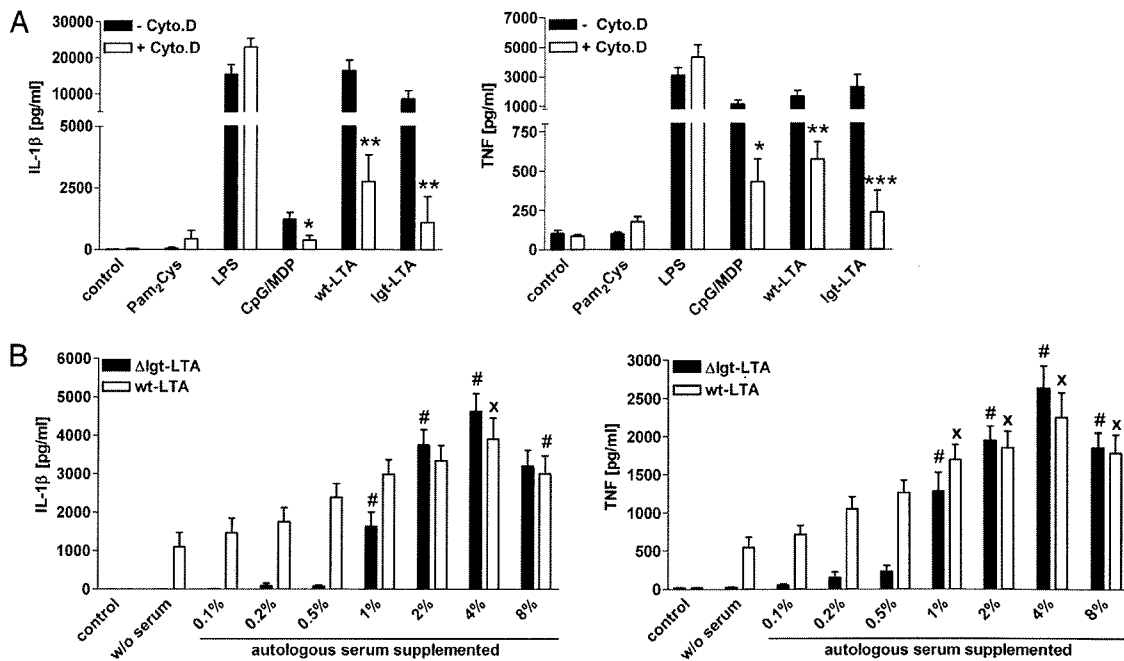 A
- Cyto.D
+ Cyto.D
IL-1β [pg/ml]
30000
20000
10000
5000
2500
0
*
**
**
control
Pam2Cys
LPS
CpG/MDP
wt-LTA
lgt-LTA
- Cyto.D
+ Cyto.D
TNF [pg/ml]
7000
5000
3000
1000
750
500
250
0
*
**
***
control
Pam2Cys
LPS
CpG/MDP
wt-LTA
lgt-LTA
B
Δlgt-LTA
wt-LTA
IL-1β [pg/ml]
6000
5000
4000
3000
2000
1000
0
#
#
#
x
#
control
w/o serum
0.1%
0.2%
0.5%
1%
2%
4%
8%
autologous serum supplemented
Δlgt-LTA
wt-LTA
TNF [pg/ml]
3000
2500
2000
1500
1000
500
0
#
x
#
x
#
x
#
x
control
w/o serum
0.1%
0.2%
0.5%
1%
2%
4%
8%
autologous serum supplemented